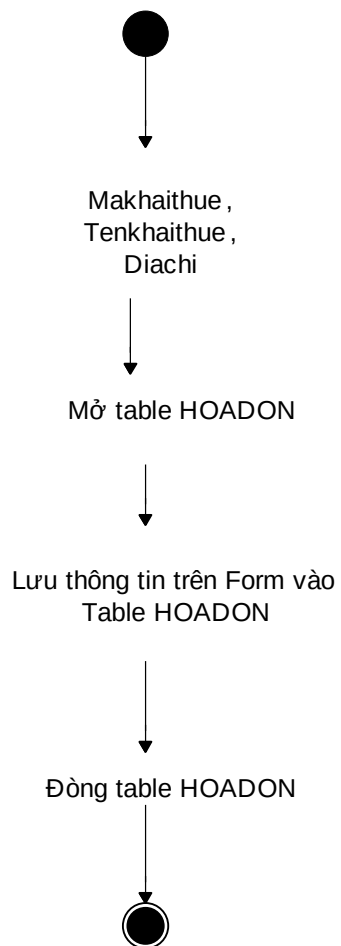 Makhaithue ,
Tenkhaithue ,
Diachi
Mở table HOADON
Lưu thông tin trên Form vào
Table HOADON
Đòng table HOADON